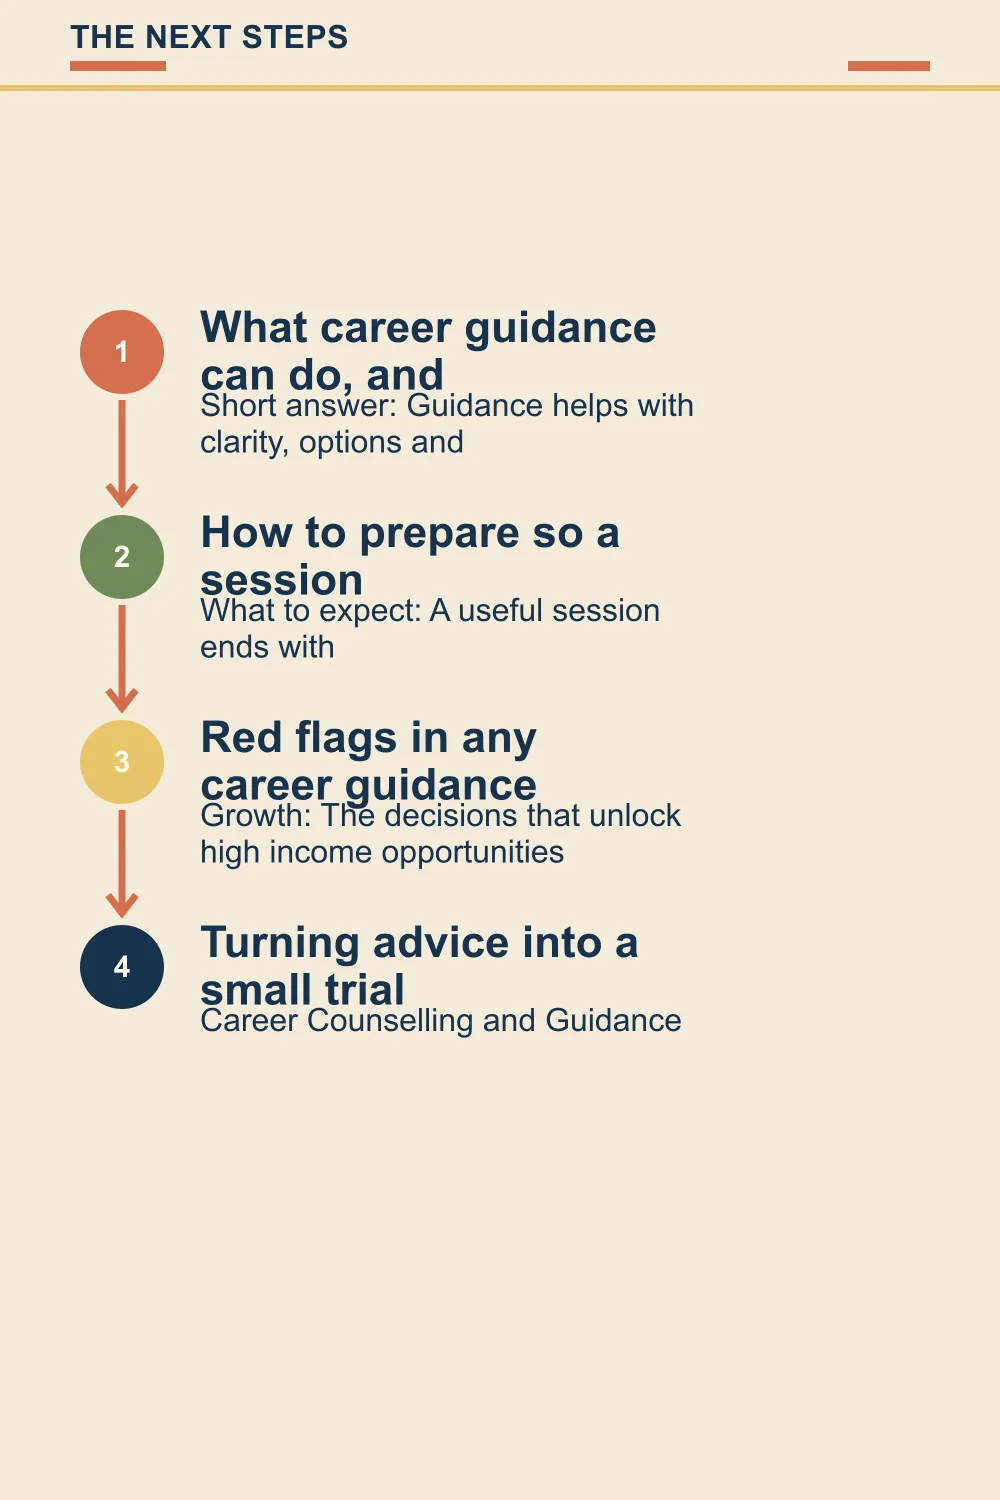 THE NEXT STEPS
1
What career guidance
can do, and
Short answer: Guidance helps with
clarity, options and
2
How to prepare so a
session
What to expect: A useful session
ends with
3
Red flags in any
career guidance
Growth: The decisions that unlock
high income opportunities
4
Turning advice into a
small trial
Career Counselling and Guidance